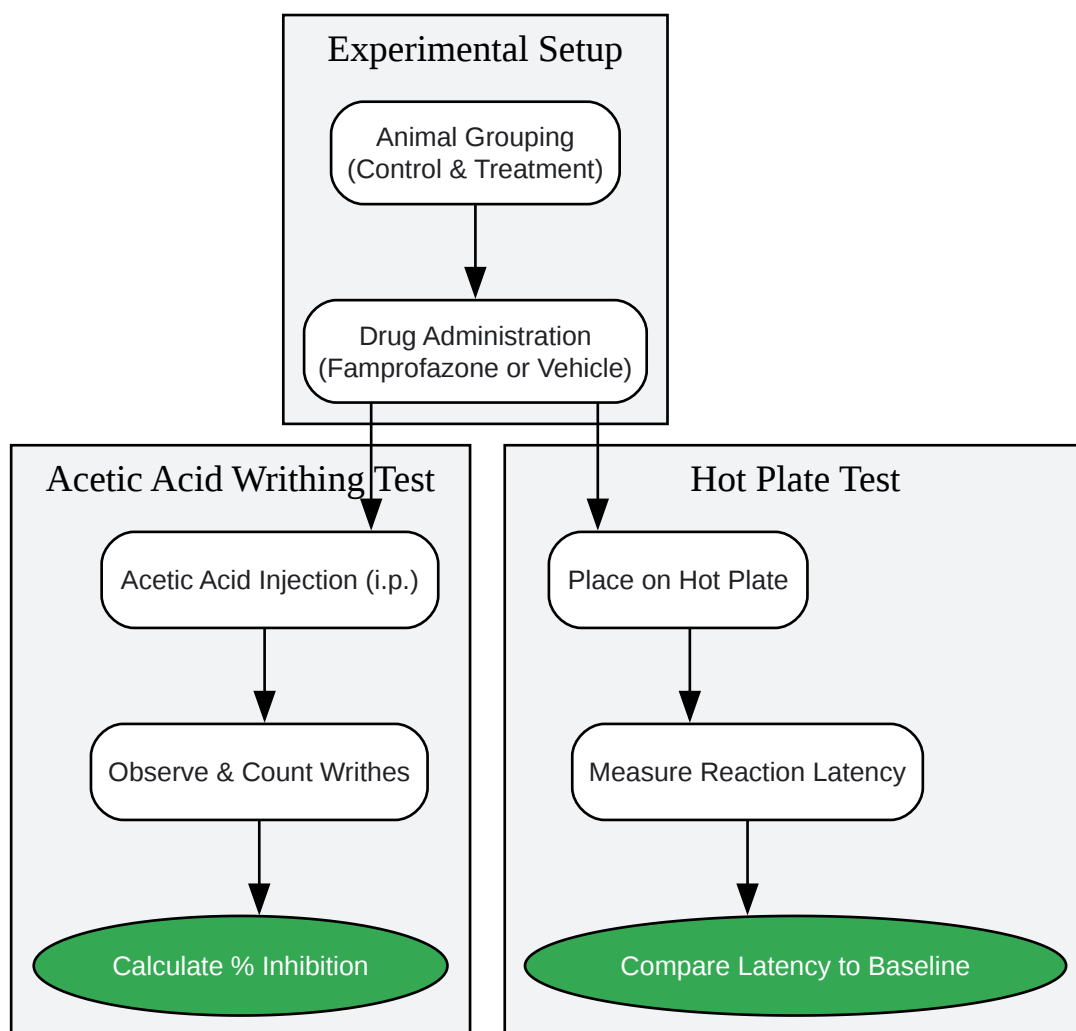 Experimental Setup
Animal Grouping
(Control & Treatment)
Drug Administration
(Famprofazone or Vehicle)
Acetic Acid Writhing Test
Acetic Acid Injection (i.p.)
Observe & Count Writhes
Calculate % Inhibition
Hot Plate Test
Place on Hot Plate
Measure Reaction Latency
Compare Latency to Baseline